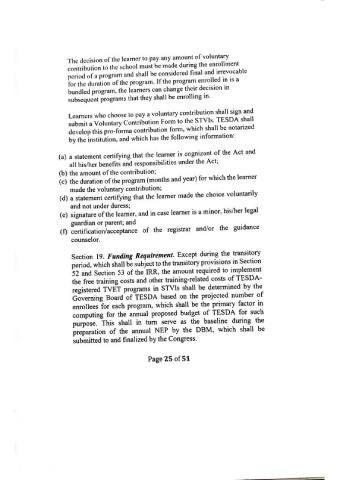 The decision of the learner to pay any amount of voluntary
contribution to the school must be made during the enrollment
period of a program and shall be considered final and irrevocable
for the duration of the program. If the program enrolled in is a
bundled program, the learners can change their decision in
subsequent programs that they shall be enrolling in.
Learners who choose to pay a voluntary contribution shall sign and
submit a Voluntary Contribution Form to the STVIs. TESDA shall
develop this pro-forma contribution form, which shall be notarized
by the institution, and which has the following information:
(a) a statement certifying that the learner is cognizant of the Act and
all his/her benefits and responsibilities under the Act;
(b) the amount of the contribution;
(c) the duration of the program (months and year) for which the learner
made the voluntary contribution;
(d) a statement certifying that the learner made the choice voluntarily
and not under duress;
(e) signature of the learner, and in case learner is a minor, his/her legal
guardian or parent; and
(f) certification/acceptance of the registrar and/or the guidance
counselor.
Section 19. Funding Requirement. Except during the transitory
period, which shall be subject to the transitory provisions in Section
52 and Section 53 of the IRR, the amount required to implement
the free training costs and other training-related costs of TESDA-
registered TVET programs in STVIs shall be determined by the
Governing Board of TESDA based on the projected number of
enrollees for each program, which shall be the primary factor in
computing for the annual proposed budget of TESDA for such
purpose. This shall in turn serve as the baseline during the
preparation of the annual NEP by the DBM, which shall be
submitted to and finalized by the Congress.
Page 25 of 51